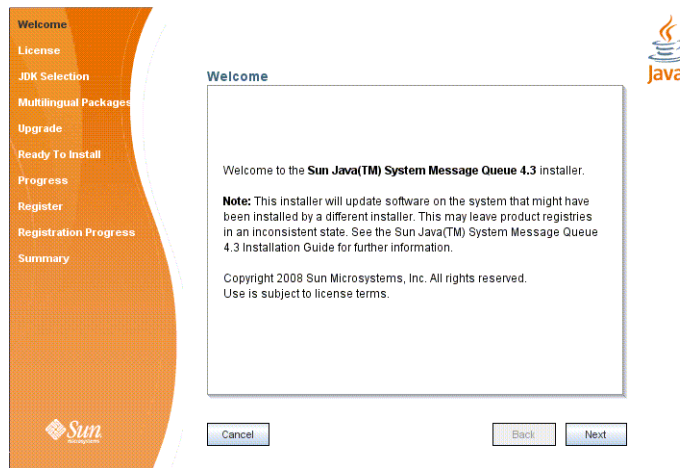 Welcome
License
JDK Selection
Multilingual Packages
Upgrade
Ready To Install
Progress
Register
Registration Progress
Summary
Sun
microsystems
Java
Welcome
Welcome to the Sun Java(TM) System Message Queue 4.3 installer.
Note: This installer will update software on the system that might have
been installed by a different installer. This may leave product registries
in an inconsistent state. See the Sun Java(TM) System Message Queue
4.3 Installation Guide for further information.
Copyright 2008 Sun Microsystems, Inc. All rights reserved.
Use is subject to license terms.
Cancel
Back
Next